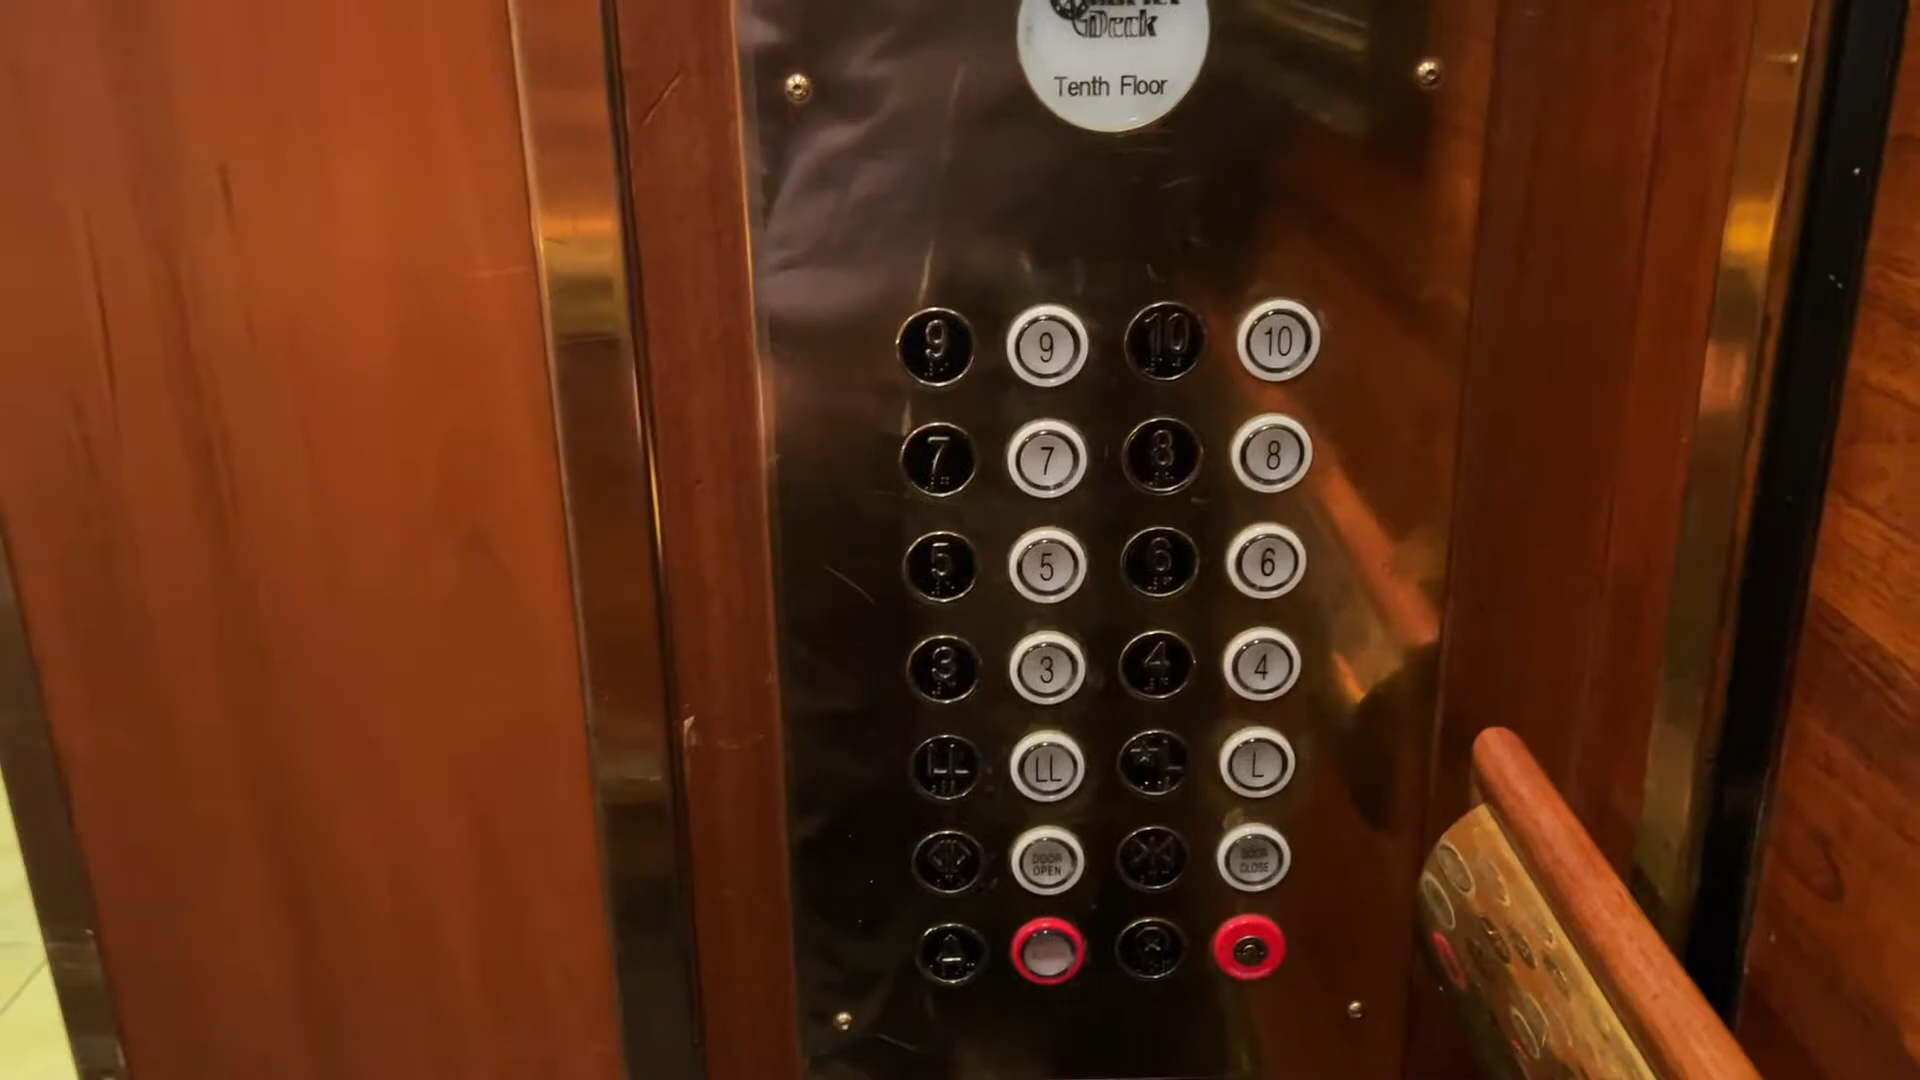 Deck
Tenth Floor
9 9 10 10
7 7 8 8
5 5 6 6
3 3 4 4
LL LL *L L
DOOR OPEN DOOR CLOSE